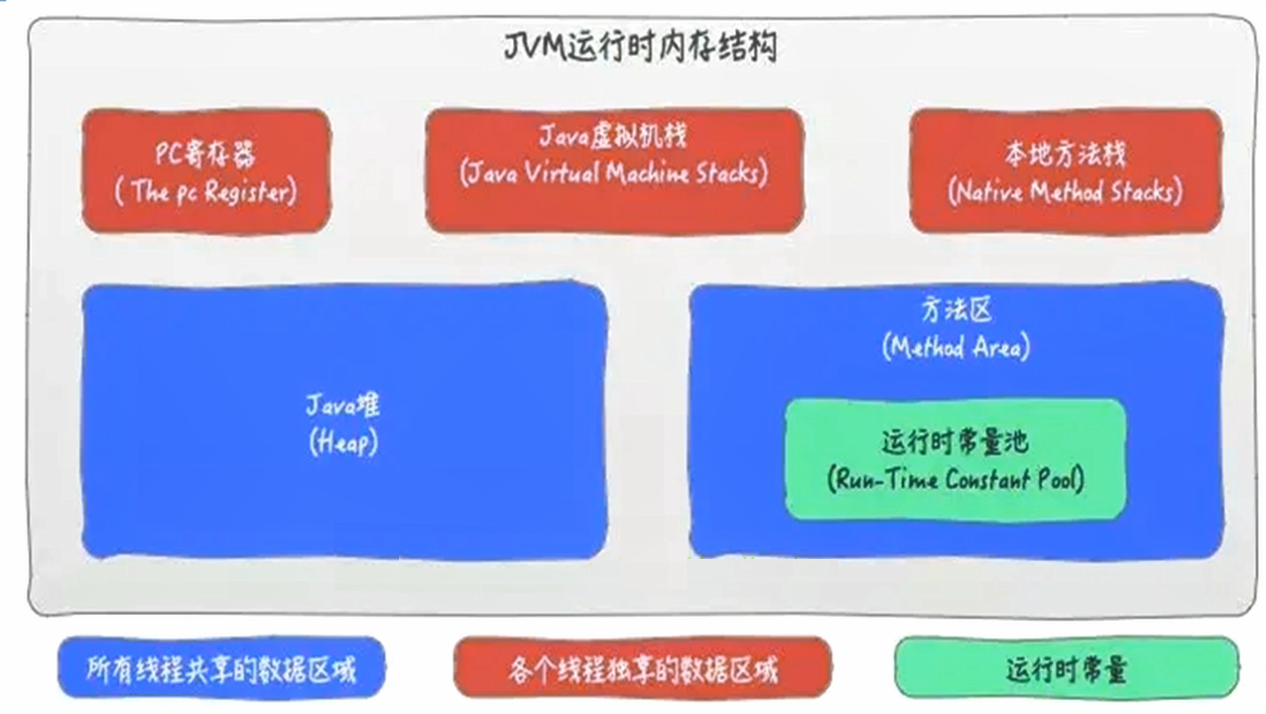 JVM运行时内存结构
PC寄存器
( The pc Register)
Java虚拟机栈
(Java Virtual Machine Stacks)
本地方法栈
(Native Method Stacks)
Java堆
(Heap)
方法区
(Method Area)
运行时常量池
(Run-Time Constant Pool)
所有线程共享的数据区域
各个线程独享的数据区域
运行时常量